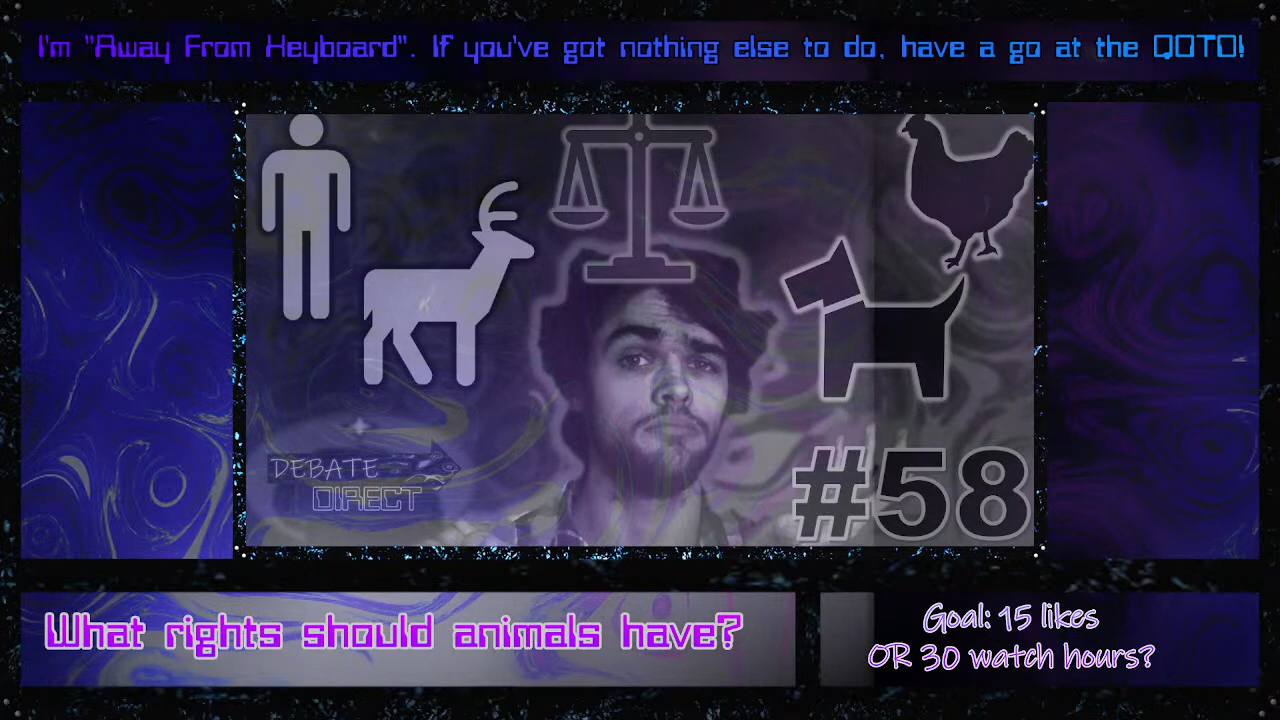 I'm "Away From Keyboard". If you've got nothing else to do, have a go at the QOTD!
DEBATE
DIRECT
#58
What rights should animals have?
Goal: 15 likes
OR 30 watch hours?